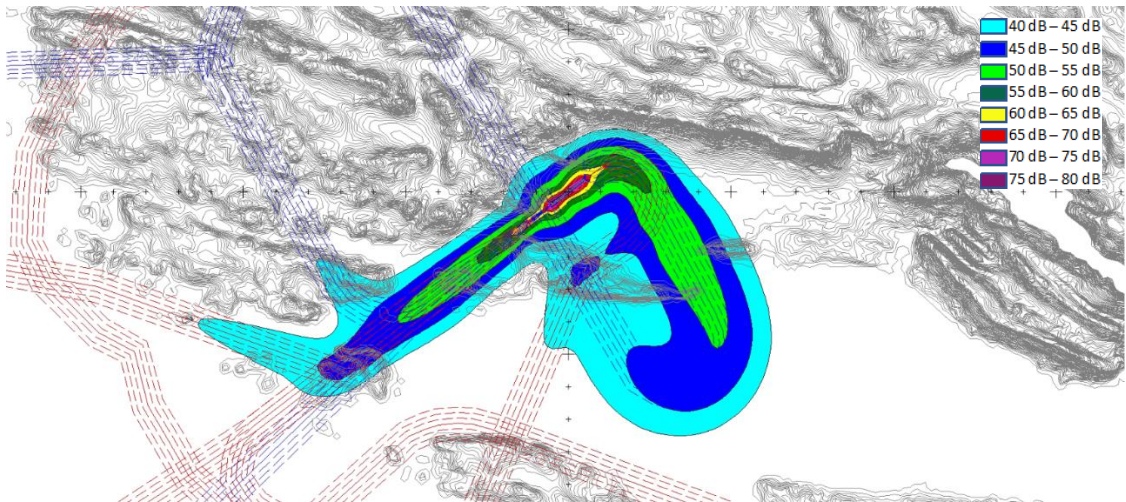 40 dB – 45 dB
45 dB – 50 dB
50 dB – 55 dB
55 dB – 60 dB
60 dB – 65 dB
65 dB – 70 dB
70 dB – 75 dB
75 dB – 80 dB